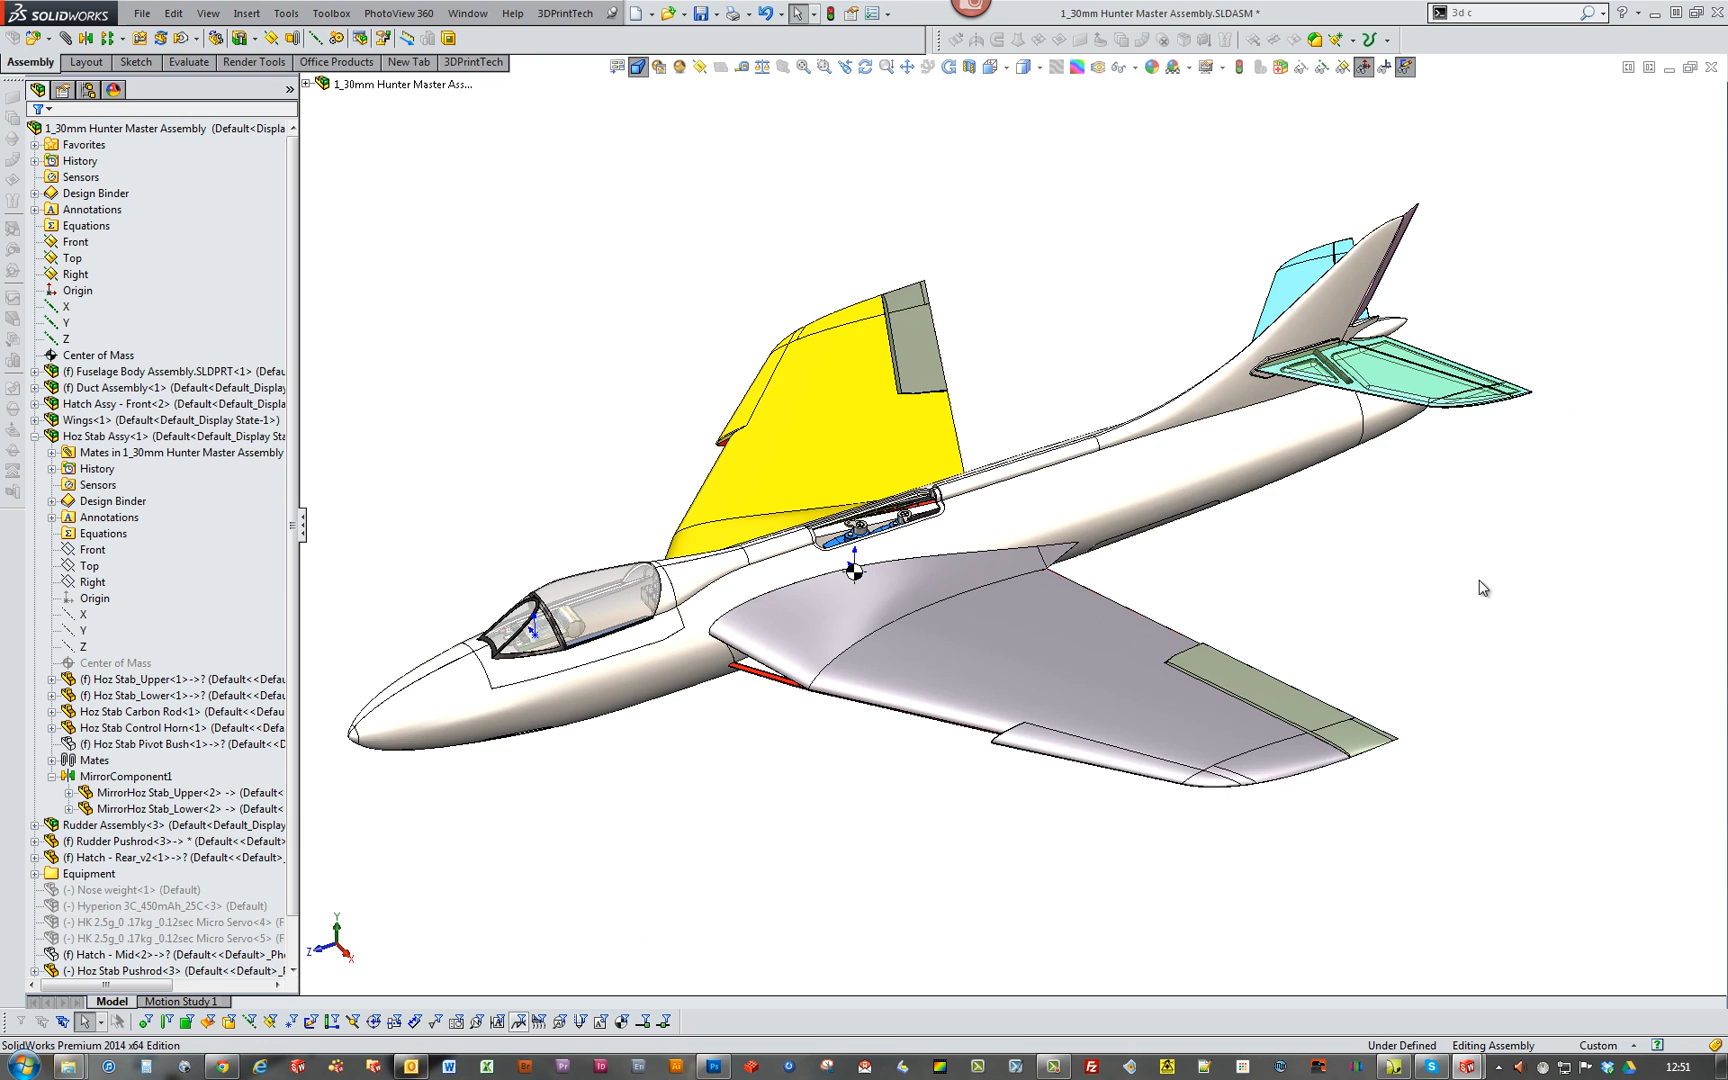 SOLIDWORKS File Edit View Insert Tools Toolbox PhotoView 360 Window Help 3DPrintTech 1_30mm Hunter Master Assembly.SLDASM * 3d c
Assembly Layout Sketch Evaluate Render Tools Office Products New Tab 3DPrintTech
1_30mm Hunter Master Ass...
1_30mm Hunter Master Assembly (Default<Displa
Favorites
History
Sensors
Design Binder
Annotations
Equations
Front
Top
Right
Origin
X
Y
Z
Center of Mass
(f) Fuselage Body Assembly.SLDPRT<1> (
(f) Duct Assembly<1> (Default<Default_Display
Hatch Assy - Front<2> (Default<Default_Displa
Wings<1> (Default<Default_Display State-1>)
Hoz Stab Assy<1> (Default<Default_Display Sta
Mates in 1_30mm Hunter Master Assembly
History
Sensors
Design Binder
Annotations
Equations
Front
Top
Right
Origin
X
Y
Z
Center of Mass
(f) Hoz Stab_Upper<1>->? (Default<<Defau
(f) Hoz Stab_Lower<1>->? (Default<<Defau
Hoz Stab Carbon Rod<1> (Default<<Defau
Hoz Stab Control Horn<1> (Default<<Defau
(f) Hoz Stab Pivot Bush<1>->? (Default<<D
Mates
MirrorComponent1
MirrorHoz Stab_Upper<2> -> (Default<
MirrorHoz Stab_Lower<2> -> (Default<
Rudder Assembly<3> (Default<Default_Display
(f) Rudder Pushrod<3>-> * (Default<<Default>
(f) Hatch - Rear_v2<1>->? (Default<<Default>_
Equipment
(-) Nose weight<1> (Default)
(-) Hyperion 3C_450mAh_25C<3> (Default)
(-) HK 2.5g_0 .17kg _0.12sec Micro Servo<4> (F
(-) HK 2.5g_0 .17kg _0.12sec Micro Servo<5> (F
(f) Hatch - Mid<2>->? (Default<<Default>_Ph
(-) Hoz Stab Pushrod<3> (Default<<Default>_
Y
Z
X
Model Motion Study 1
SolidWorks Premium 2014 x64 Edition Under Defined Editing Assembly Custom
12:51